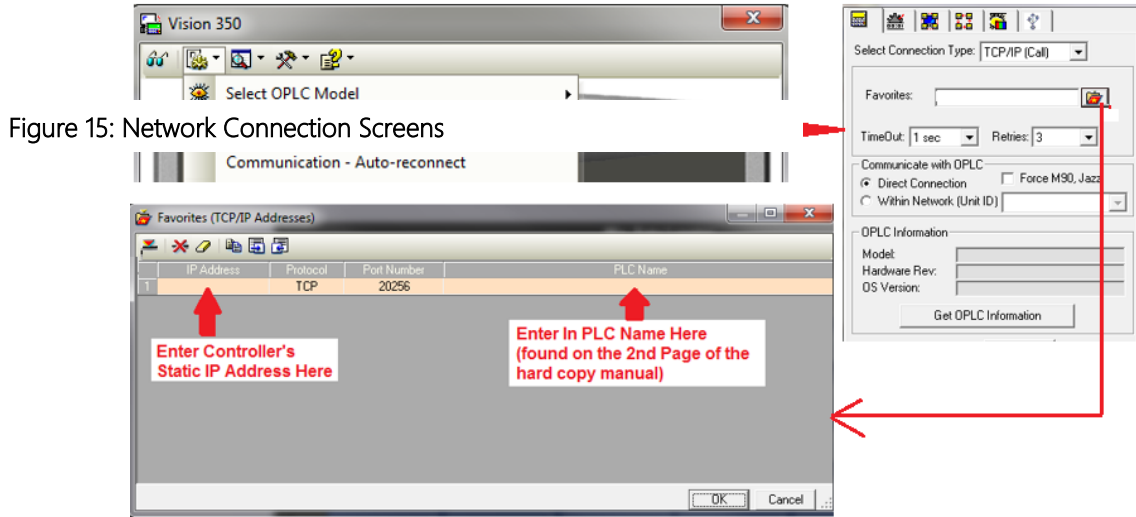 Vision 350
Select OPLC Model
Figure 15: Network Connection Screens
Communication - Auto-reconnect
Favorites (TCP/IP Addresses)
IP Address Protocol Port Number PLC Name
1 TCP 20256
Enter Controller's
Static IP Address Here
Enter In PLC Name Here
(found on the 2nd Page of the
hard copy manual)
OK Cancel
Select Connection Type: TCP/IP (Call)
Favorites:
TimeOut: 1 sec Retries: 3
Communicate with OPLC
Direct Connection Force M90, Jazz
Within Network (Unit ID)
OPLC Information
Model:
Hardware Rev:
OS Version:
Get OPLC Information